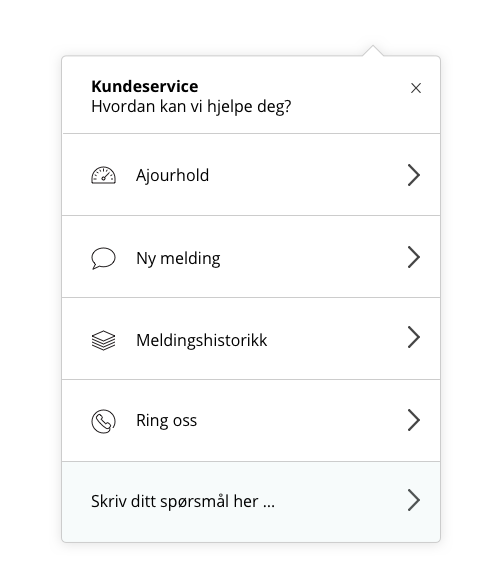 Kundeservice
Hvordan kan vi hjelpe deg?
Ajourhold
Ny melding
Meldingshistorikk
Ring oss
Skriv ditt spørsmål her ...